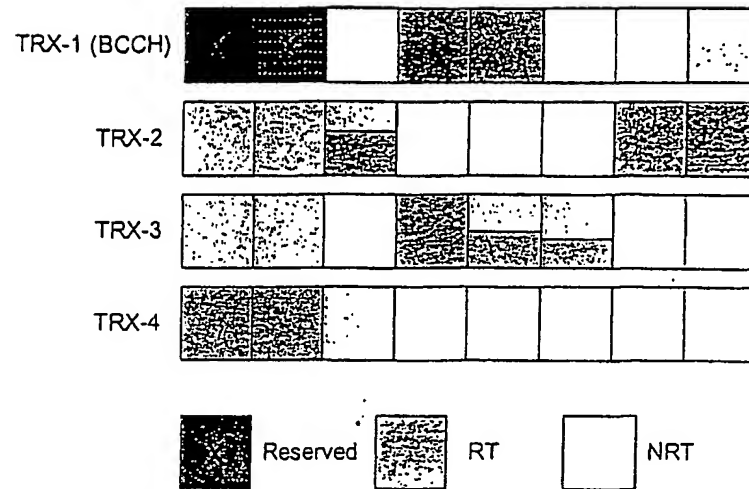 TRX-1 (BCCH)
TRX-2
TRX-3
TRX-4
Reserved RT NRT